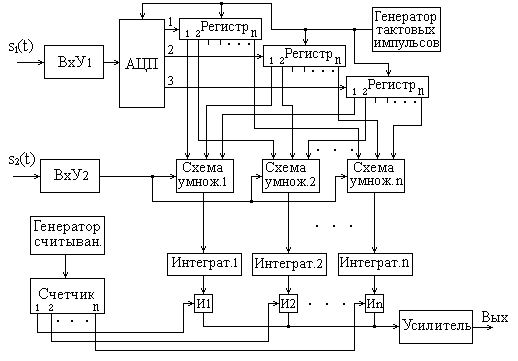 s1(t)
ВхУ1
АЦП
1
2
3
Регистр
1 2 . . . . n
Регистр
1 2 . . . . n
Регистр
1 2 . . . . n
Генератор
тактовых
импульсов
s2(t)
ВхУ2
Схема
умнож.1
Схема
умнож.2
. . .
Схема
умнож.n
. . .
Генератор
считыван.
Интеграт.1
Интеграт.2
Интеграт.n
Счетчик
1 2 . . . n
И1
И2
. . . .
Иn
Усилитель
Вых